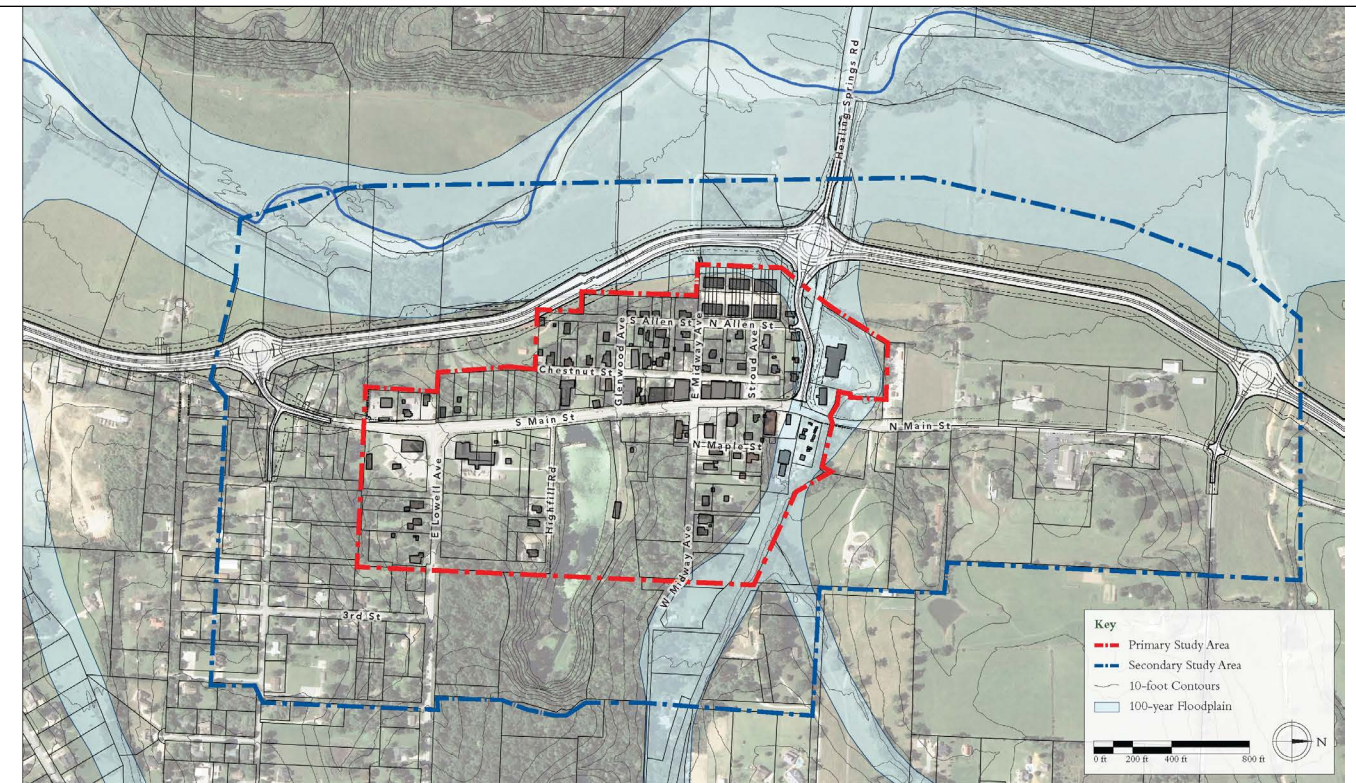 Healing Springs Rd
S Allen St
N Allen St
Glenwood Ave
E Midway Ave
Stroud Ave
Chestnut St
S Main St
N Main St
N Maple St
E Lowell Ave
Highfill Rd
W Midway Ave
3rd St
Key
Primary Study Area
Secondary Study Area
10-foot Contours
100-year Floodplain
0 ft 200 ft 400 ft 800 ft
N